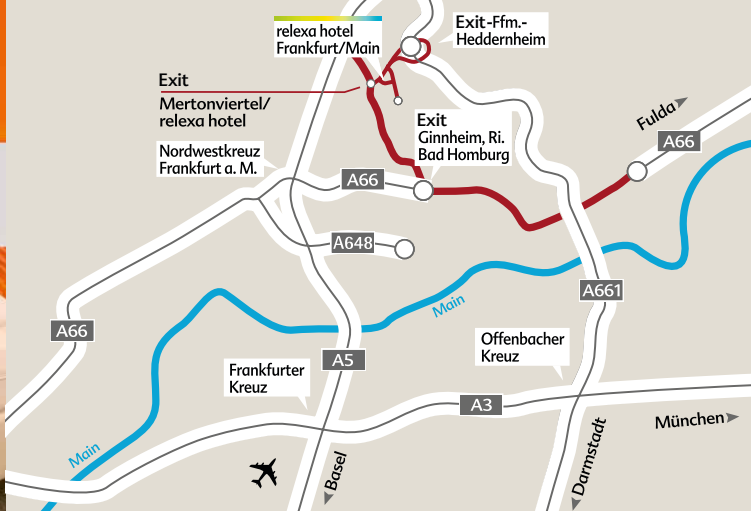 relexa hotel
Frankfurt/Main
Exit-Ffm.-
Heddernheim
Exit
Mertonviertel/
relexa hotel
Exit
Ginnheim, Ri.
Bad Homburg
Fulda
A66
Nordwestkreuz
Frankfurt a. M.
A66
A648
A661
Main
A66
A5
Offenbacher
Kreuz
Frankfurter
Kreuz
A3
München
Main
Basel
Darmstadt